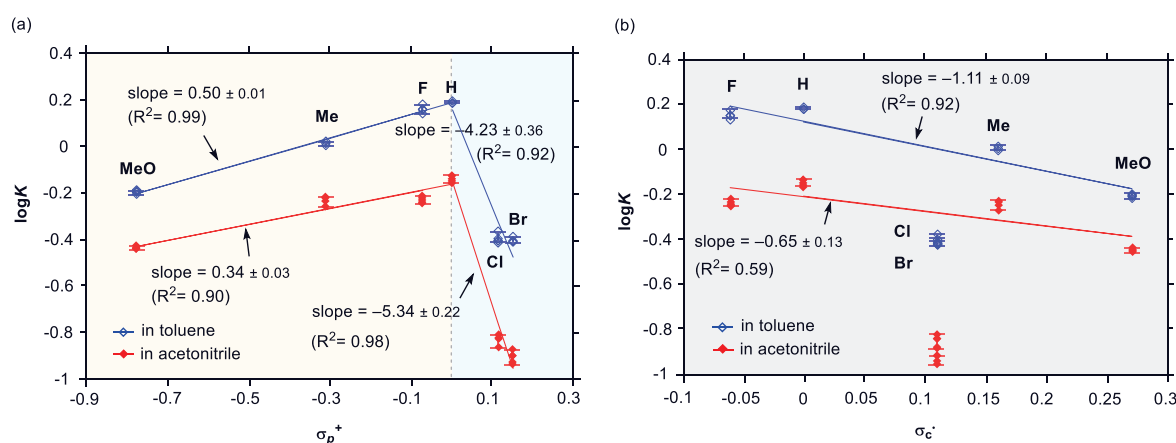 (a)
0.4
0.2
0
-0.2
-0.4
-0.6
-0.8
-1
logK
-0.9
-0.7
-0.5
-0.3
-0.1
0.1
0.3
σp+
slope = 0.50 ± 0.01
(R2= 0.99)
MeO
Me
F
H
slope = –4.23 ± 0.36
(R2= 0.92)
Br
Cl
slope = 0.34 ± 0.03
(R2= 0.90)
slope = –5.34 ± 0.22
(R2= 0.98)
in toluene
in acetonitrile
(b)
0.4
0.2
0
-0.2
-0.4
-0.6
-0.8
-1
logK
-0.1
-0.05
0
0.05
0.1
0.15
0.2
0.25
0.3
σc·
F
H
slope = –1.11 ± 0.09
(R2= 0.92)
Me
MeO
slope = –0.65 ± 0.13
(R2= 0.59)
Cl
Br
in toluene
in acetonitrile